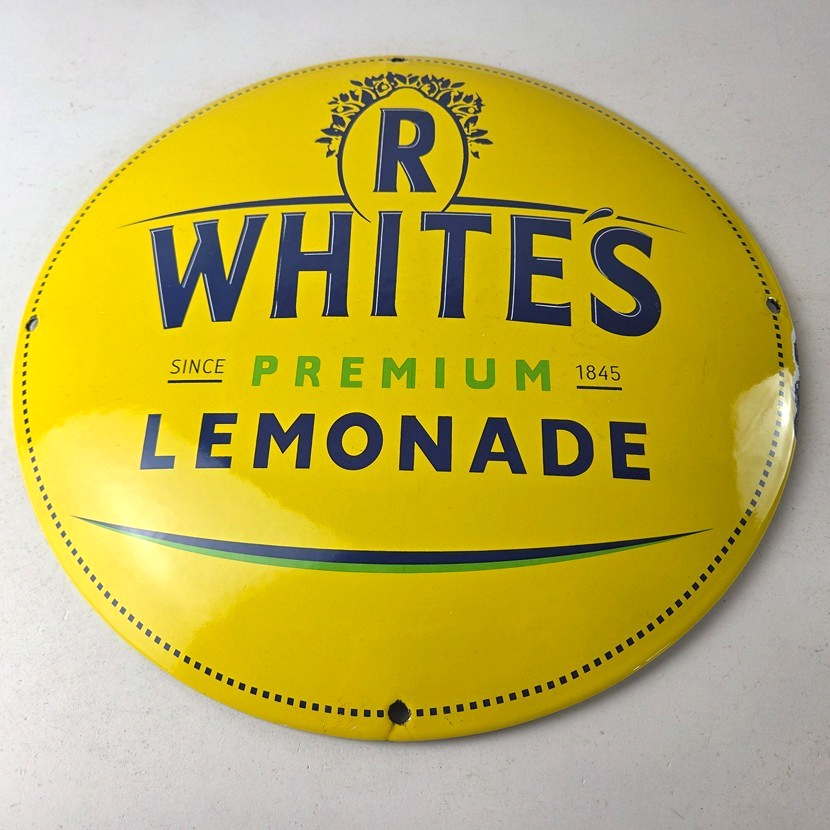 R
WHITE'S
SINCE PREMIUM 1845
LEMONADE